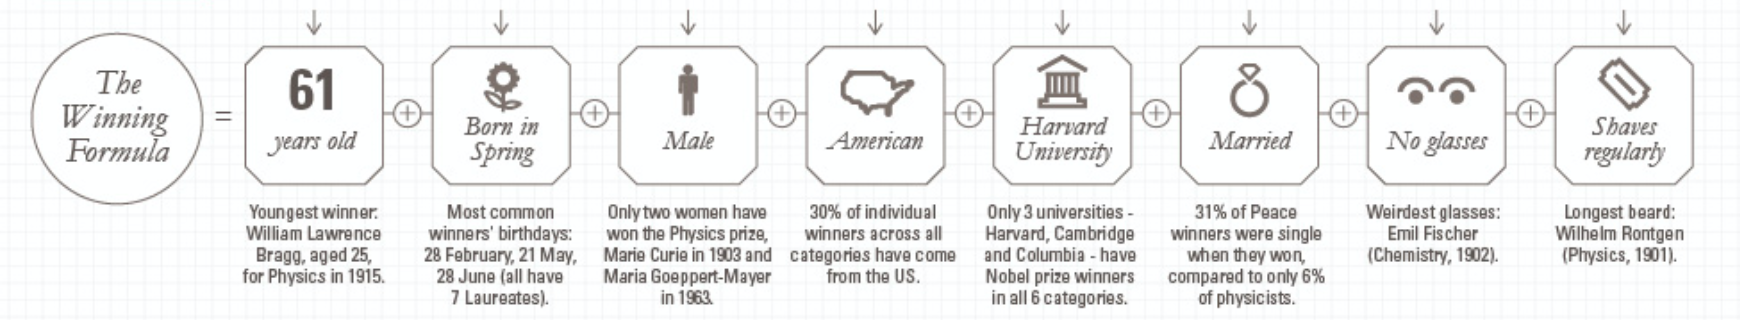 The
Winning
Formula
=
61
years old
Youngest winner:
William Lawrence
Bragg, aged 25,
for Physics in 1915.
+
Born in
Spring
Most common
winners' birthdays:
28 February, 21 May,
28 June (all have
7 Laureates).
+
Male
Only two women have
won the Physics prize,
Marie Curie in 1903 and
Maria Goeppert-Mayer
in 1963.
+
American
30% of individual
winners across all
categories have come
from the US.
+
Harvard
University
Only 3 universities -
Harvard, Cambridge
and Columbia - have
Nobel prize winners
in all 6 categories.
+
Married
31% of Peace
winners were single
when they won,
compared to only 6%
of physicists.
+
No glasses
Weirdest glasses:
Emil Fischer
(Chemistry, 1902).
+
Shaves
regularly
Longest beard:
Wilhelm Rontgen
(Physics, 1901).